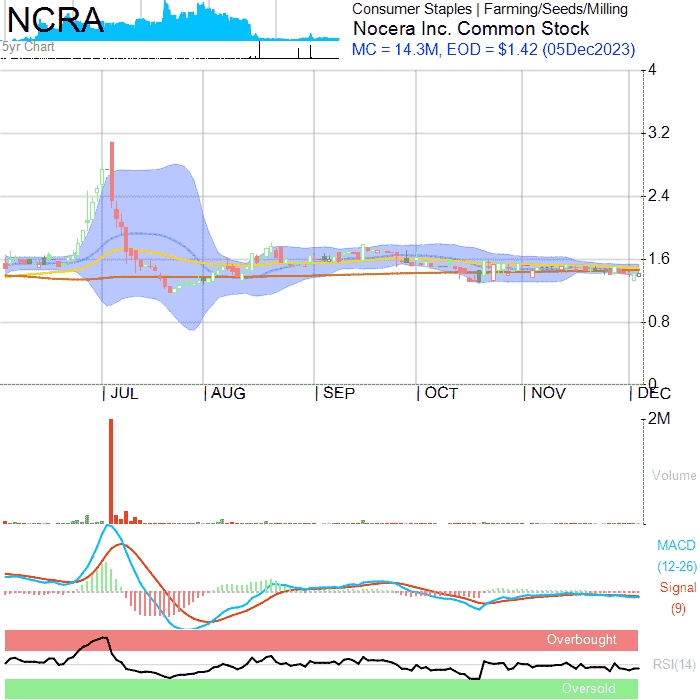 NCRA
5yr Chart
Consumer Staples | Farming/Seeds/Milling
Nocera Inc. Common Stock
MC = 14.3M, EOD = $1.42 (05Dec2023)
4
3.2
2.4
1.6
0.8
0
JUL AUG SEP OCT NOV DEC
2M
Volume
MACD
(12-26)
Signal
(9)
Overbought
RSI(14)
Oversold